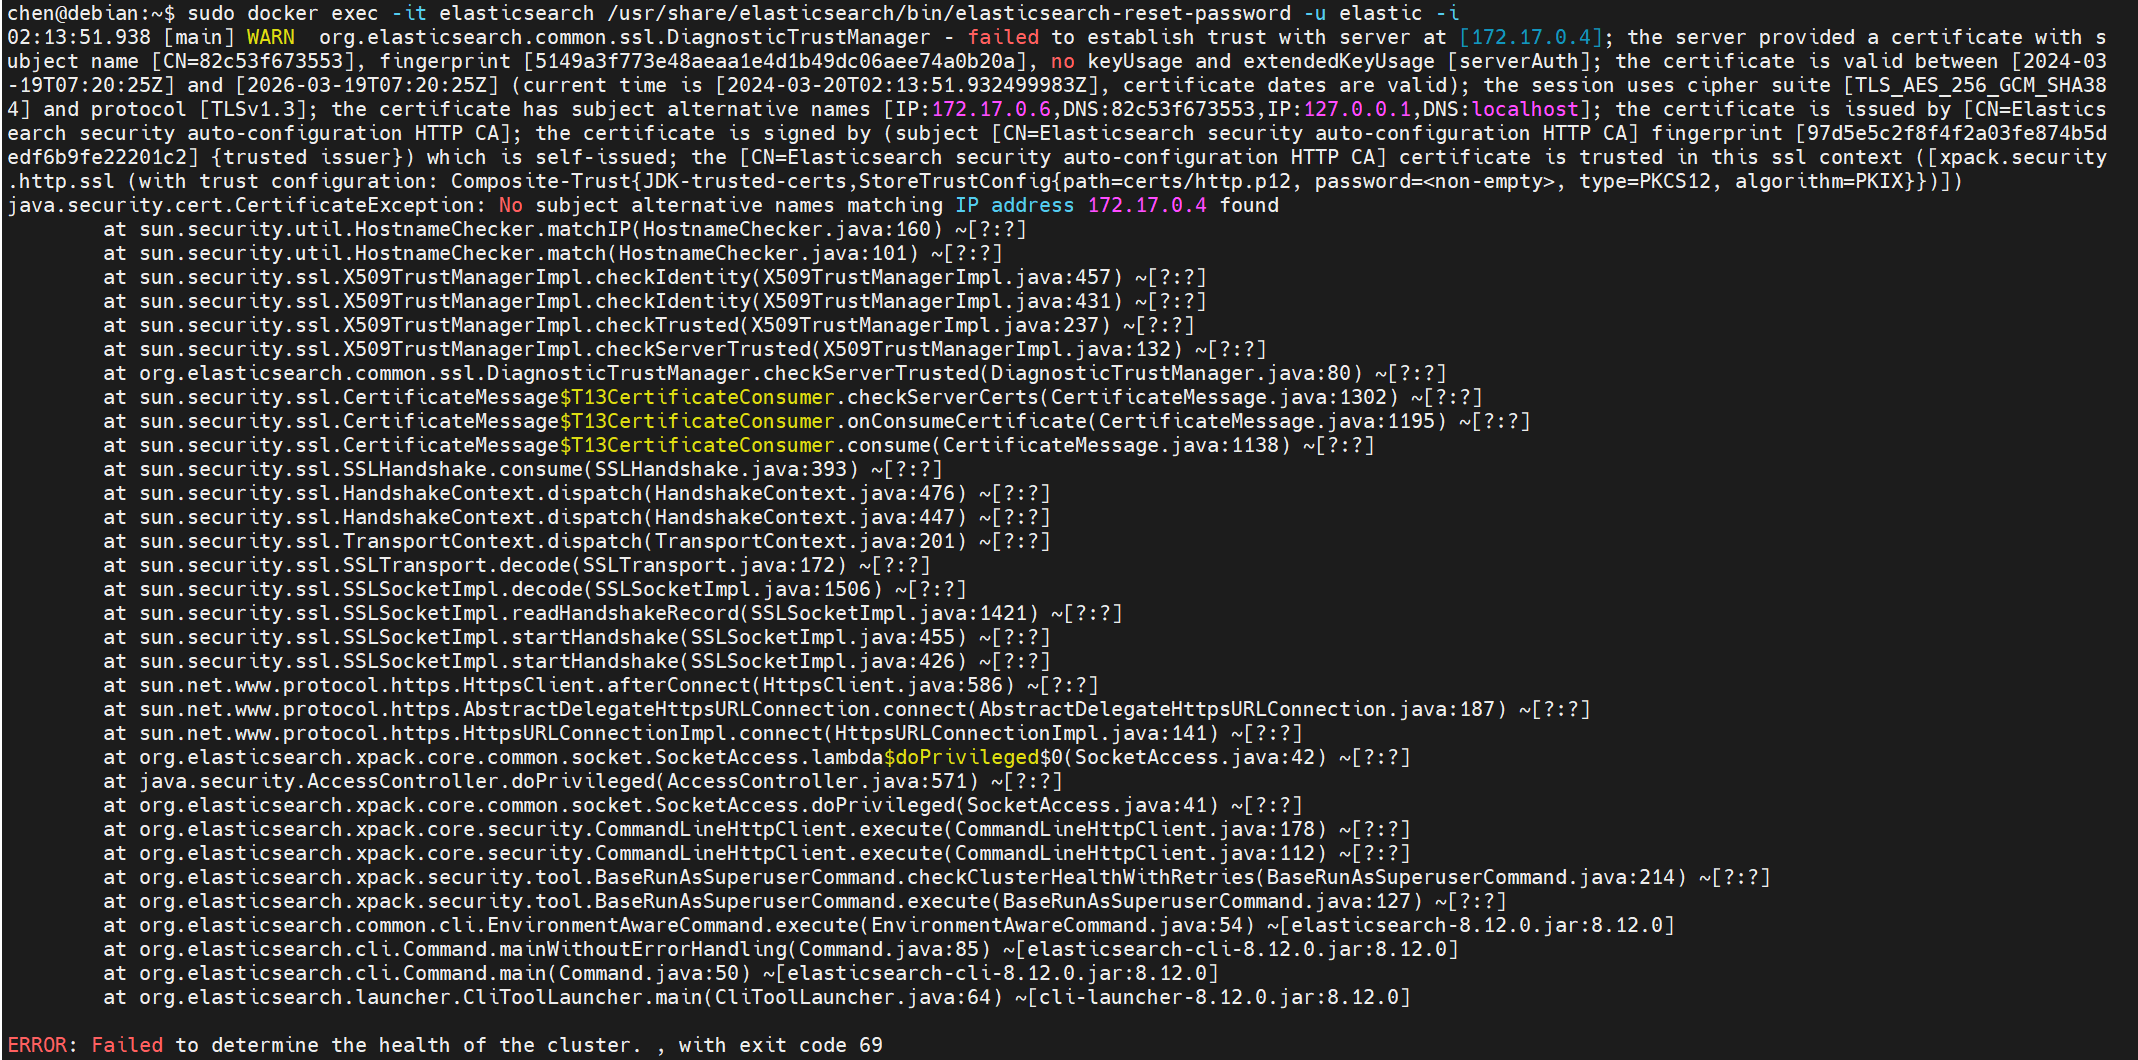 chen@debian:~$ sudo docker exec -it elasticsearch /usr/share/elasticsearch/bin/elasticsearch-reset-password -u elastic -i
02:13:51.938 [main] WARN  org.elasticsearch.common.ssl.DiagnosticTrustManager - failed to establish trust with server at [172.17.0.4]; the server provided a certificate with s
ubject name [CN=82c53f673553], fingerprint [5149a3f773e48aeaa1e4d1b49dc06aee74a0b20a], no keyUsage and extendedKeyUsage [serverAuth]; the certificate is valid between [2024-03
-19T07:20:25Z] and [2026-03-19T07:20:25Z] (current time is [2024-03-20T02:13:51.932499983Z], certificate dates are valid); the session uses cipher suite [TLS_AES_256_GCM_SHA38
4] and protocol [TLSv1.3]; the certificate has subject alternative names [IP:172.17.0.6,DNS:82c53f673553,IP:127.0.0.1,DNS:localhost]; the certificate is issued by [CN=Elastics
earch security auto-configuration HTTP CA]; the certificate is signed by (subject [CN=Elasticsearch security auto-configuration HTTP CA] fingerprint [97d5e5c2f8f4f2a03fe874b5d
edf6b9fe22201c2] {trusted issuer}) which is self-issued; the [CN=Elasticsearch security auto-configuration HTTP CA] certificate is trusted in this ssl context ([xpack.security
.http.ssl (with trust configuration: Composite-Trust{JDK-trusted-certs,StoreTrustConfig{path=certs/http.p12, password=<non-empty>, type=PKCS12, algorithm=PKIX}})])
java.security.cert.CertificateException: No subject alternative names matching IP address 172.17.0.4 found
        at sun.security.util.HostnameChecker.matchIP(HostnameChecker.java:160) ~[?:?]
        at sun.security.util.HostnameChecker.match(HostnameChecker.java:101) ~[?:?]
        at sun.security.ssl.X509TrustManagerImpl.checkIdentity(X509TrustManagerImpl.java:457) ~[?:?]
        at sun.security.ssl.X509TrustManagerImpl.checkIdentity(X509TrustManagerImpl.java:431) ~[?:?]
        at sun.security.ssl.X509TrustManagerImpl.checkTrusted(X509TrustManagerImpl.java:237) ~[?:?]
        at sun.security.ssl.X509TrustManagerImpl.checkServerTrusted(X509TrustManagerImpl.java:132) ~[?:?]
        at org.elasticsearch.common.ssl.DiagnosticTrustManager.checkServerTrusted(DiagnosticTrustManager.java:80) ~[?:?]
        at sun.security.ssl.CertificateMessage$T13CertificateConsumer.checkServerCerts(CertificateMessage.java:1302) ~[?:?]
        at sun.security.ssl.CertificateMessage$T13CertificateConsumer.onConsumeCertificate(CertificateMessage.java:1195) ~[?:?]
        at sun.security.ssl.CertificateMessage$T13CertificateConsumer.consume(CertificateMessage.java:1138) ~[?:?]
        at sun.security.ssl.SSLHandshake.consume(SSLHandshake.java:393) ~[?:?]
        at sun.security.ssl.HandshakeContext.dispatch(HandshakeContext.java:476) ~[?:?]
        at sun.security.ssl.HandshakeContext.dispatch(HandshakeContext.java:447) ~[?:?]
        at sun.security.ssl.TransportContext.dispatch(TransportContext.java:201) ~[?:?]
        at sun.security.ssl.SSLTransport.decode(SSLTransport.java:172) ~[?:?]
        at sun.security.ssl.SSLSocketImpl.decode(SSLSocketImpl.java:1506) ~[?:?]
        at sun.security.ssl.SSLSocketImpl.readHandshakeRecord(SSLSocketImpl.java:1421) ~[?:?]
        at sun.security.ssl.SSLSocketImpl.startHandshake(SSLSocketImpl.java:455) ~[?:?]
        at sun.security.ssl.SSLSocketImpl.startHandshake(SSLSocketImpl.java:426) ~[?:?]
        at sun.net.www.protocol.https.HttpsClient.afterConnect(HttpsClient.java:586) ~[?:?]
        at sun.net.www.protocol.https.AbstractDelegateHttpsURLConnection.connect(AbstractDelegateHttpsURLConnection.java:187) ~[?:?]
        at sun.net.www.protocol.https.HttpsURLConnectionImpl.connect(HttpsURLConnectionImpl.java:141) ~[?:?]
        at org.elasticsearch.xpack.core.common.socket.SocketAccess.lambda$doPrivileged$0(SocketAccess.java:42) ~[?:?]
        at java.security.AccessController.doPrivileged(AccessController.java:571) ~[?:?]
        at org.elasticsearch.xpack.core.common.socket.SocketAccess.doPrivileged(SocketAccess.java:41) ~[?:?]
        at org.elasticsearch.xpack.core.security.CommandLineHttpClient.execute(CommandLineHttpClient.java:178) ~[?:?]
        at org.elasticsearch.xpack.core.security.CommandLineHttpClient.execute(CommandLineHttpClient.java:112) ~[?:?]
        at org.elasticsearch.xpack.security.tool.BaseRunAsSuperuserCommand.checkClusterHealthWithRetries(BaseRunAsSuperuserCommand.java:214) ~[?:?]
        at org.elasticsearch.xpack.security.tool.BaseRunAsSuperuserCommand.execute(BaseRunAsSuperuserCommand.java:127) ~[?:?]
        at org.elasticsearch.common.cli.EnvironmentAwareCommand.execute(EnvironmentAwareCommand.java:54) ~[elasticsearch-8.12.0.jar:8.12.0]
        at org.elasticsearch.cli.Command.mainWithoutErrorHandling(Command.java:85) ~[elasticsearch-cli-8.12.0.jar:8.12.0]
        at org.elasticsearch.cli.Command.main(Command.java:50) ~[elasticsearch-cli-8.12.0.jar:8.12.0]
        at org.elasticsearch.launcher.CliToolLauncher.main(CliToolLauncher.java:64) ~[cli-launcher-8.12.0.jar:8.12.0]

ERROR: Failed to determine the health of the cluster. , with exit code 69